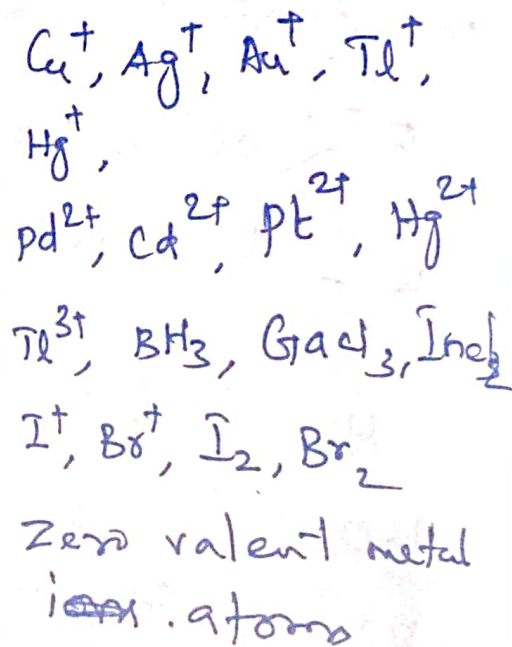 Cu⁺, Ag⁺, Au⁺, Tl⁺,
Hg⁺,
Pd²⁺, Cd²⁺, Pt²⁺, Hg²⁺
Tl³⁺, BH₃, GaCl₃, InCl₃
I⁺, Br⁺, I₂, Br₂
Zero valent metal
atoms